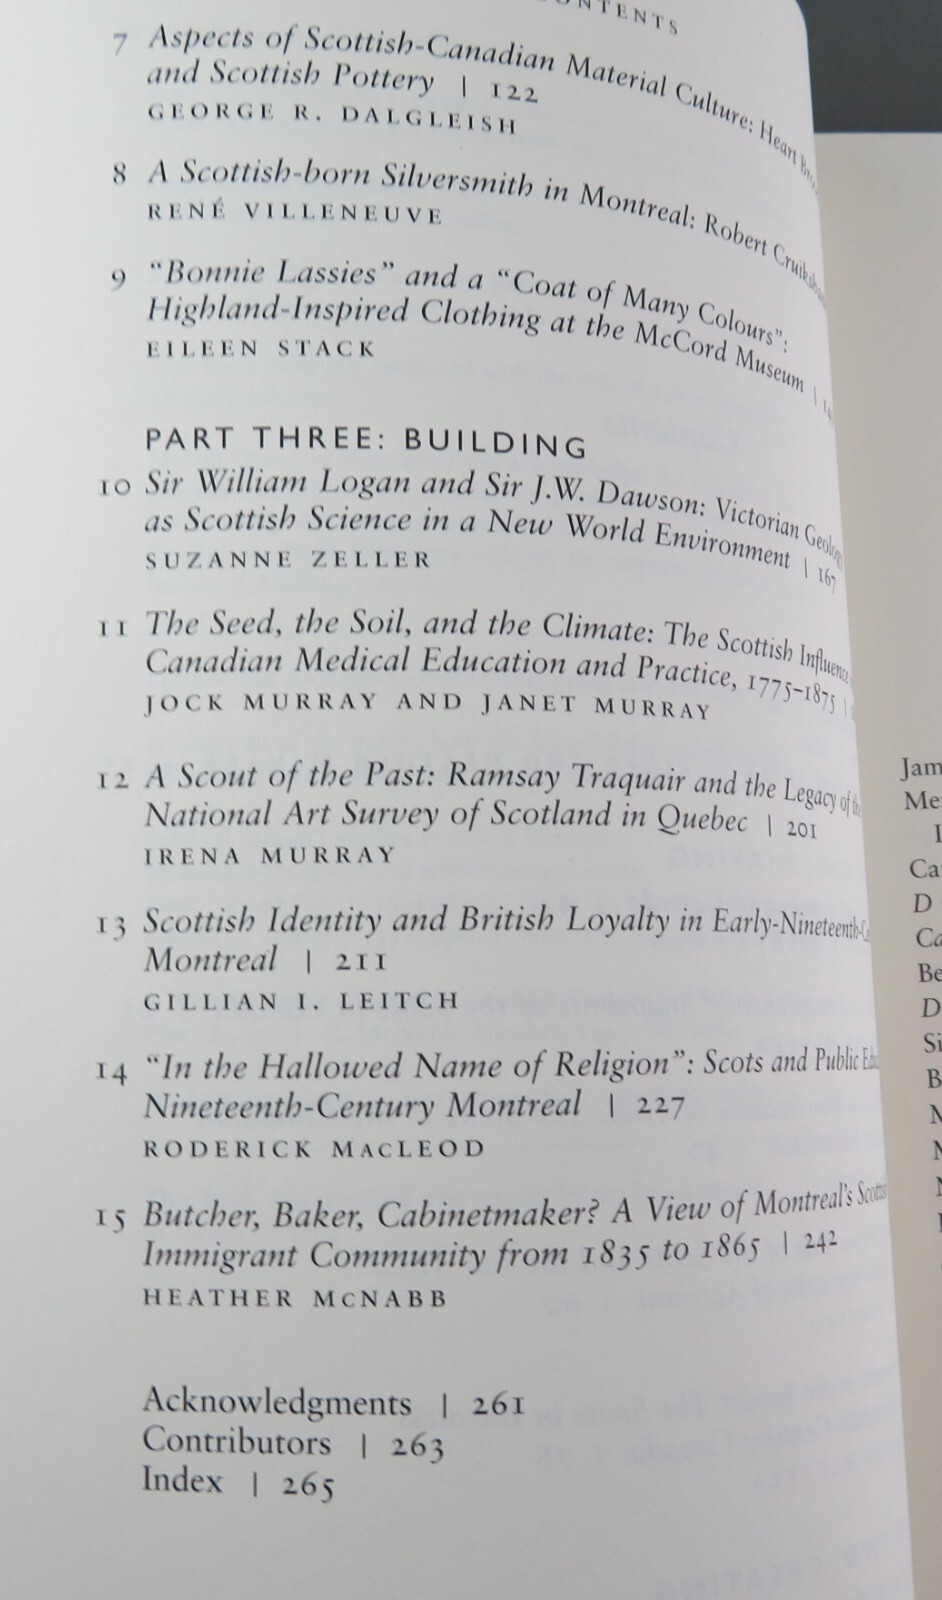 CONTENTS
7 Aspects of Scottish-Canadian Material Culture: Heart
and Scottish Pottery | 122
GEORGE R. DALGLEISH
8 A Scottish-born Silversmith in Montreal: Robert
RENÉ VILLENEUVE
9 "Bonnie Lassies" and a "Coat of Many Colours":
Highland-Inspired Clothing at the McCord Museum |
EILEEN STACK
PART THREE: BUILDING
10 Sir William Logan and Sir J.W. Dawson: Victorian
as Scottish Science in a New World Environment | 167
SUZANNE ZELLER
11 The Seed, the Soil, and the Climate: The Scottish Influence
Canadian Medical Education and Practice, 1775–1875 |
JOCK MURRAY AND JANET MURRAY
12 A Scout of the Past: Ramsay Traquair and the Legacy of
National Art Survey of Scotland in Quebec | 201
IRENA MURRAY
13 Scottish Identity and British Loyalty in Early-Nineteenth-
Montreal | 211
GILLIAN I. LEITCH
14 "In the Hallowed Name of Religion": Scots and Public
Nineteenth-Century Montreal | 227
RODERICK MACLEOD
15 Butcher, Baker, Cabinetmaker? A View of Montreal's
Immigrant Community from 1835 to 1865 | 242
HEATHER MCNABB
Acknowledgments | 261
Contributors | 263
Index | 265